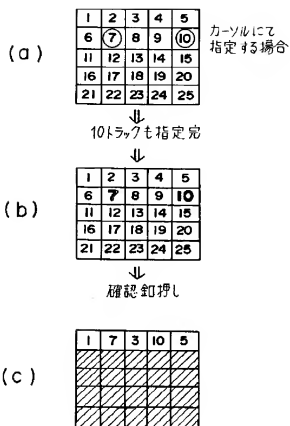 (a)
1 2 3 4 5
6 7 8 9 10
11 12 13 14 15
16 17 18 19 20
21 22 23 24 25
カーソルにて
指定する場合
⇓
10トラックも指定完
⇓
(b)
1 2 3 4 5
6 7 8 9 10
11 12 13 14 15
16 17 18 19 20
21 22 23 24 25
⇓
確認釦押し
(c)
1 7 3 10 5